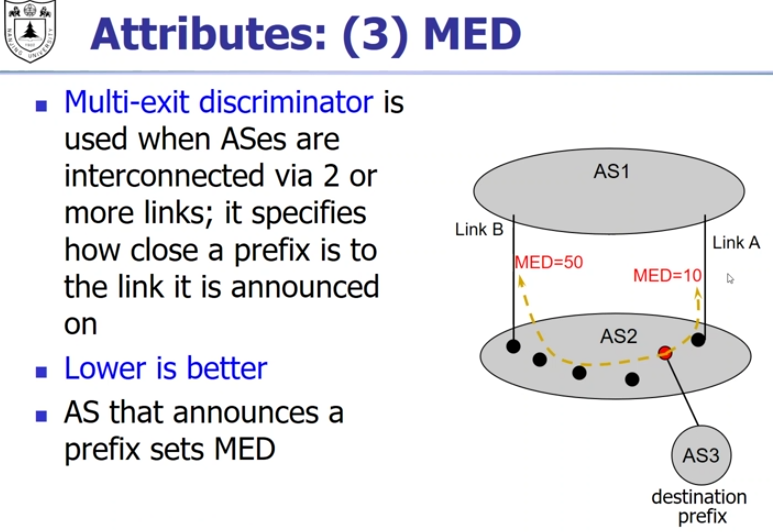 Attributes: (3) MED
Multi-exit discriminator is
used when ASes are
interconnected via 2 or
more links; it specifies
how close a prefix is to
the link it is announced
on
Lower is better
AS that announces a
prefix sets MED
AS1
Link B
Link A
MED=50
MED=10
AS2
AS3
destination
prefix